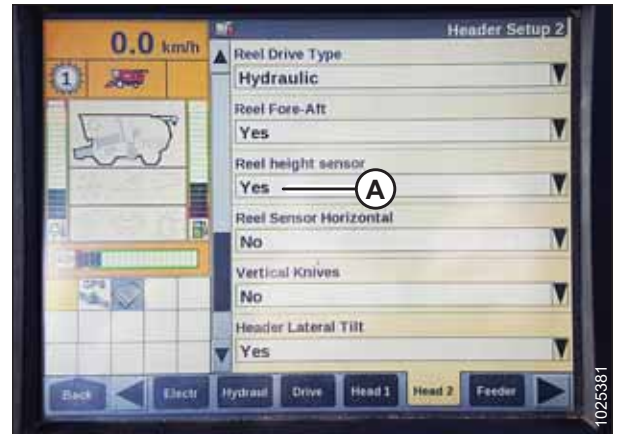 0.0 km/h
Header Setup 2
1
Reel Drive Type
Hydraulic
Reel Fore-Aft
Yes
Reel height sensor
Yes
A
Reel Sensor Horizontal
No
Vertical Knives
No
GPS
Header Lateral Tilt
Yes
Back
Electr
Hydraul
Drive
Head 1
Head 2
Feeder
1025381